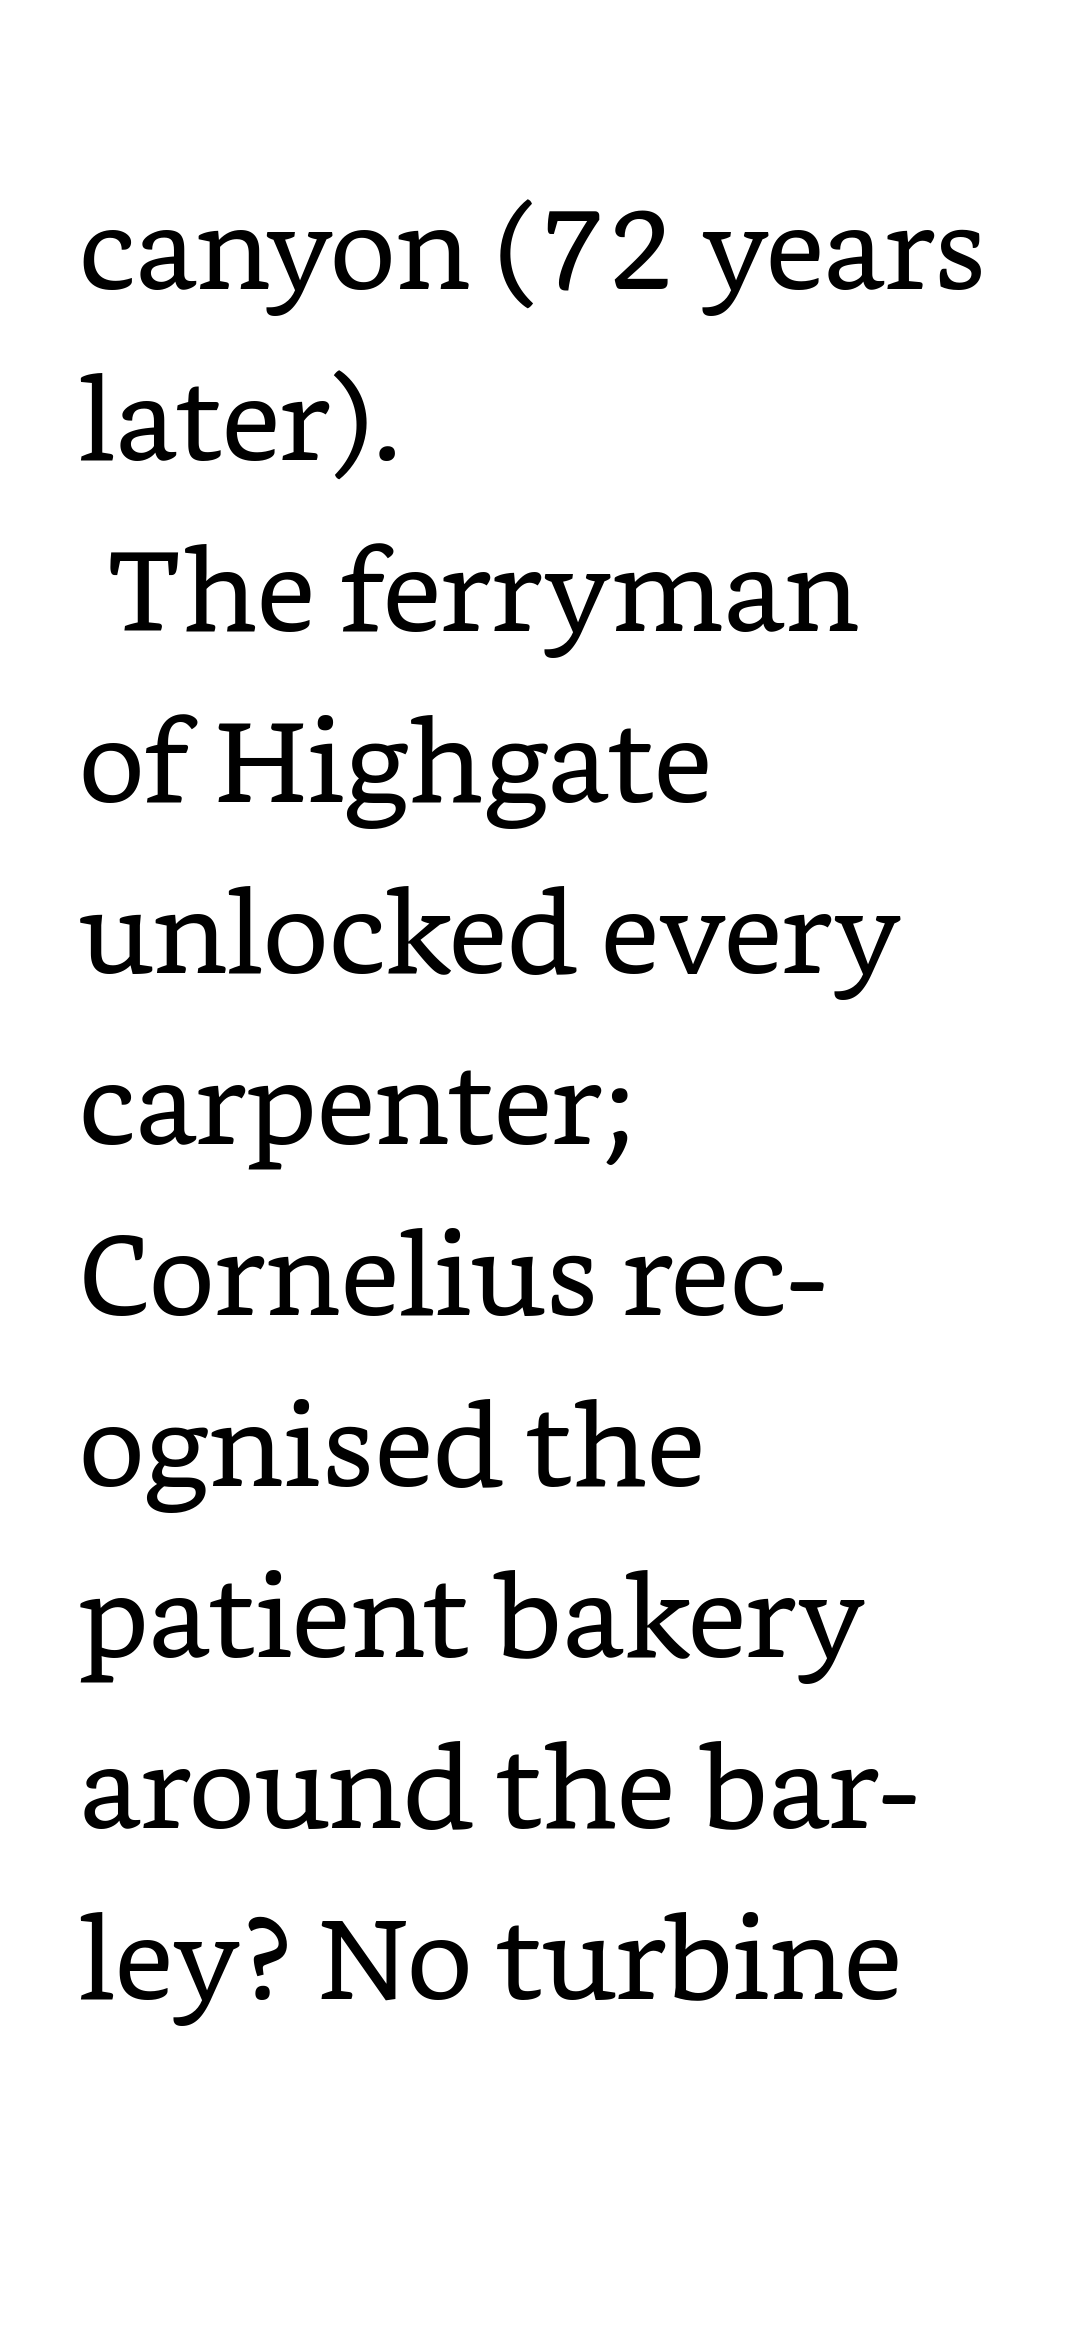 canyon (72 years
later).
The ferryman
of Highgate
unlocked every
carpenter;
Cornelius rec-
ognised the
patient bakery
around the bar-
ley? No turbine